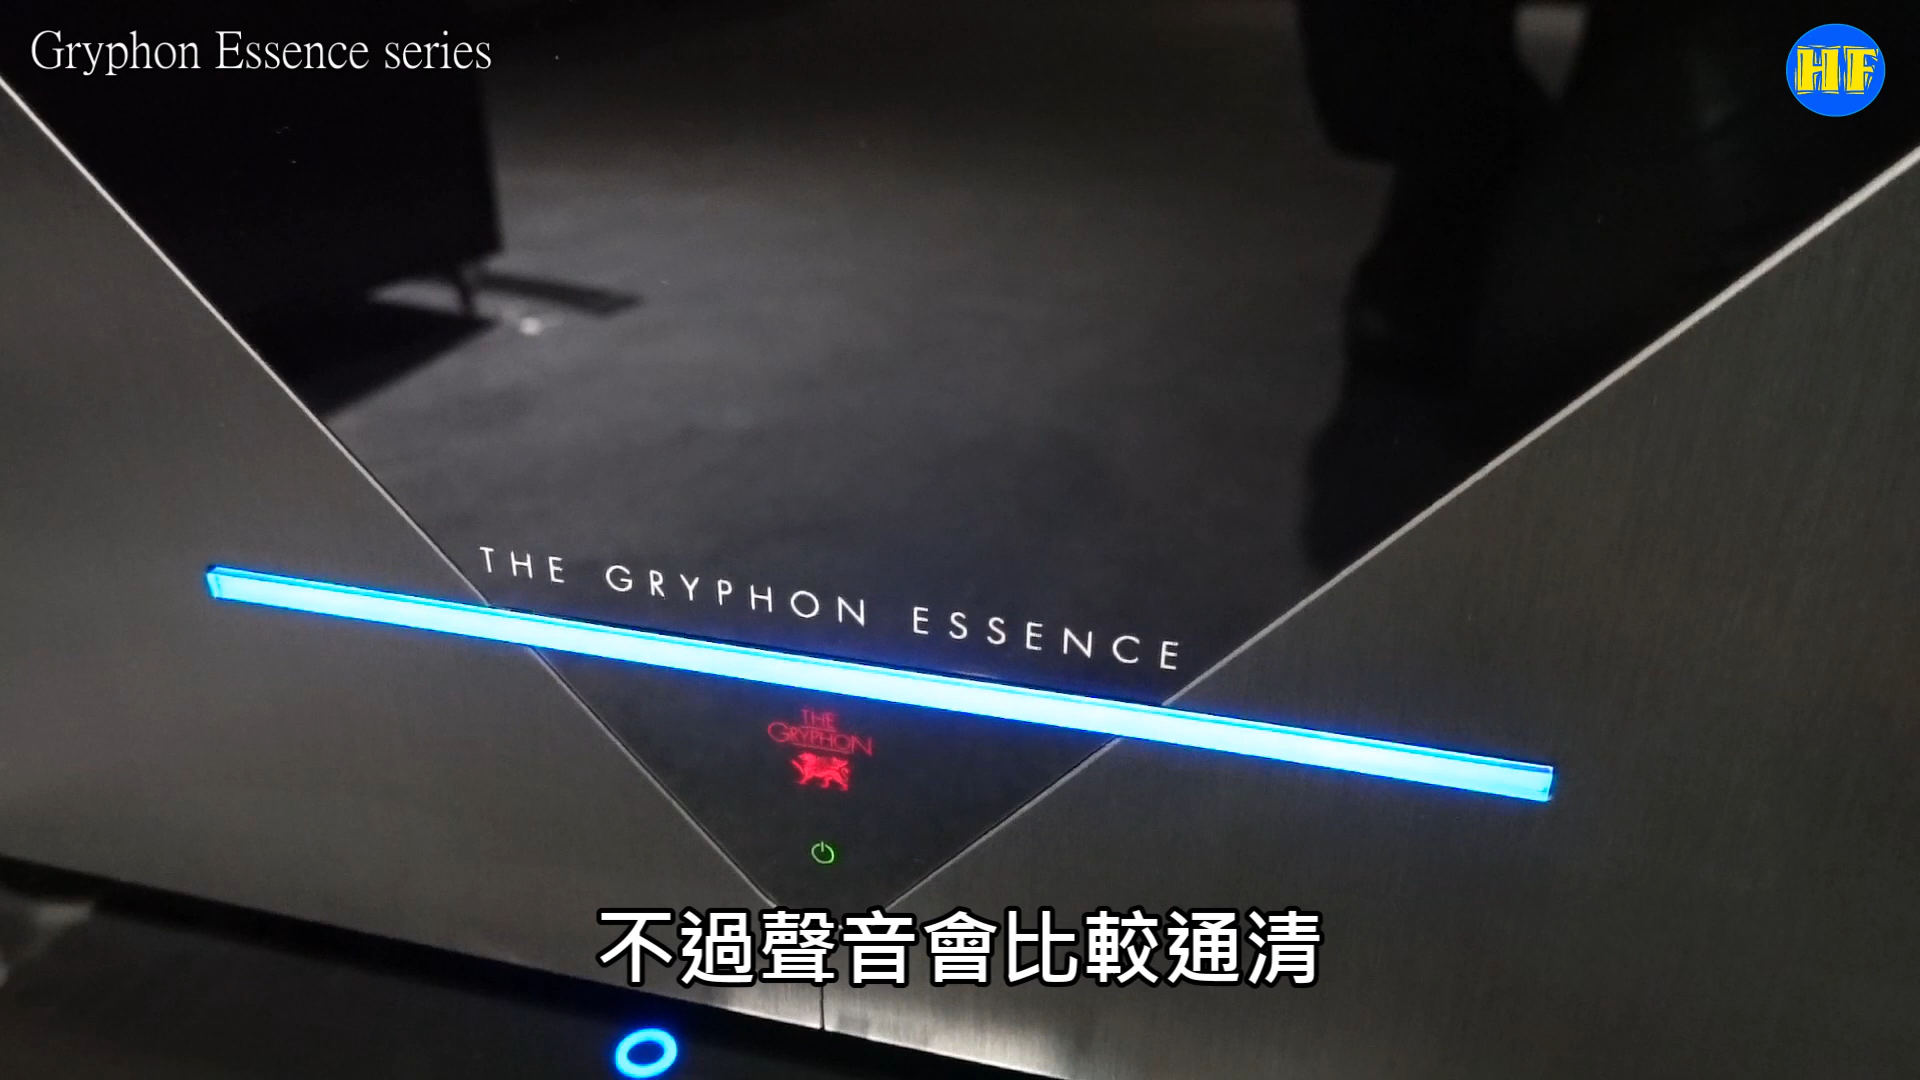 Gryphon Essence series
HF
THE GRYPHON ESSENCE
THE
GRYPHON
不過聲音會比較通清